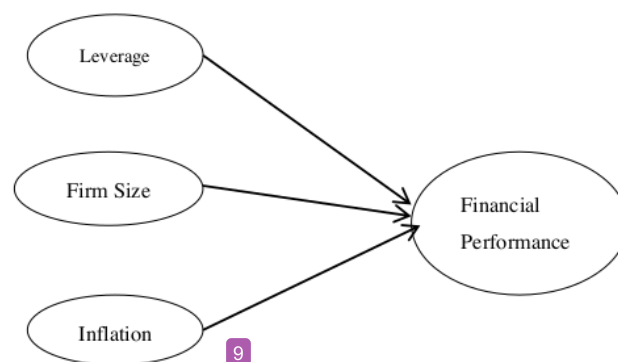 Leverage
Firm Size
Financial
Performance
Inflation
9